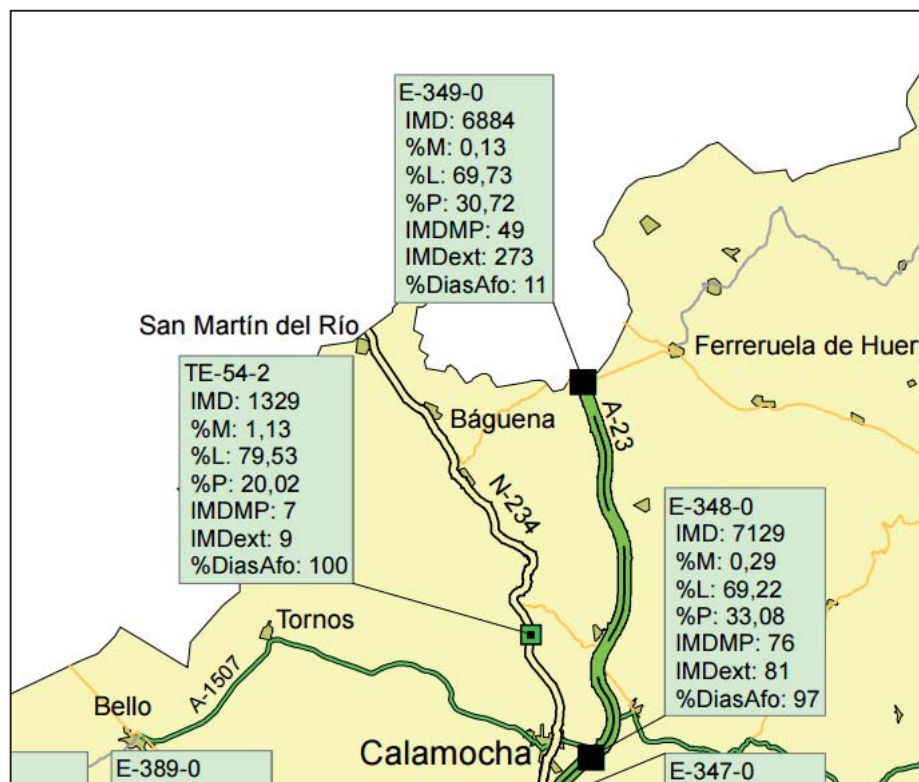 E-349-0
IMD: 6884
%M: 0,13
%L: 69,73
%P: 30,72
IMDMP: 49
IMDext: 273
%DiasAfo: 11
San Martín del Río
Ferreruela de Huer
TE-54-2
IMD: 1329
%M: 1,13
%L: 79,53
%P: 20,02
IMDMP: 7
IMDext: 9
%DiasAfo: 100
Báguena
A-23
N-234
E-348-0
IMD: 7129
%M: 0,29
%L: 69,22
%P: 33,08
IMDMP: 76
IMDext: 81
%DiasAfo: 97
Tornos
A-1507
Bello
Calamocha
E-389-0
E-347-0